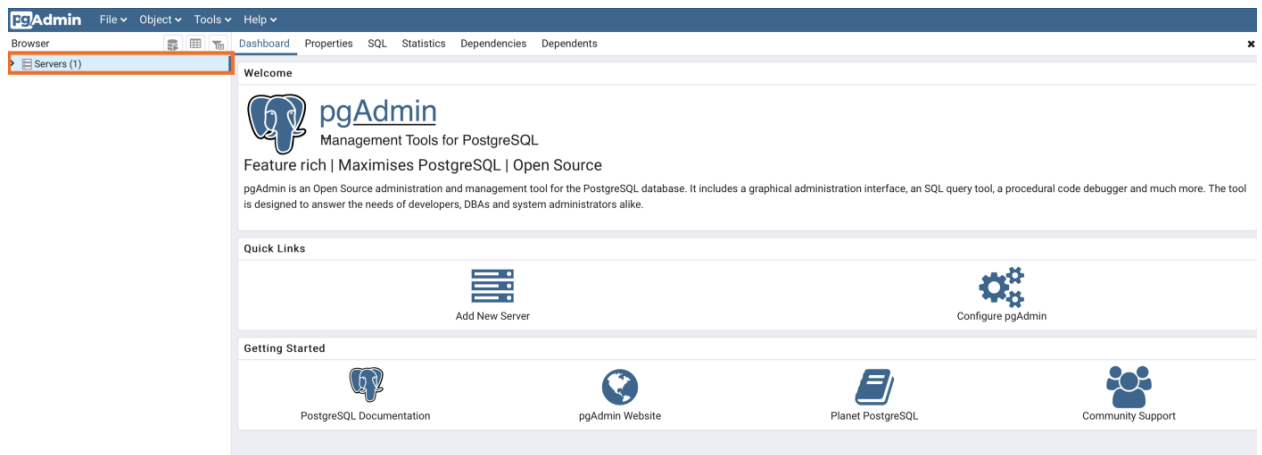 pgAdmin File Object Tools Help
Browser Dashboard Properties SQL Statistics Dependencies Dependents
Servers (1)
Welcome
pgAdmin
Management Tools for PostgreSQL
Feature rich | Maximises PostgreSQL | Open Source
pgAdmin is an Open Source administration and management tool for the PostgreSQL database. It includes a graphical administration interface, an SQL query tool, a procedural code debugger and much more. The tool
is designed to answer the needs of developers, DBAs and system administrators alike.
Quick Links
Add New Server Configure pgAdmin
Getting Started
PostgreSQL Documentation pgAdmin Website Planet PostgreSQL Community Support